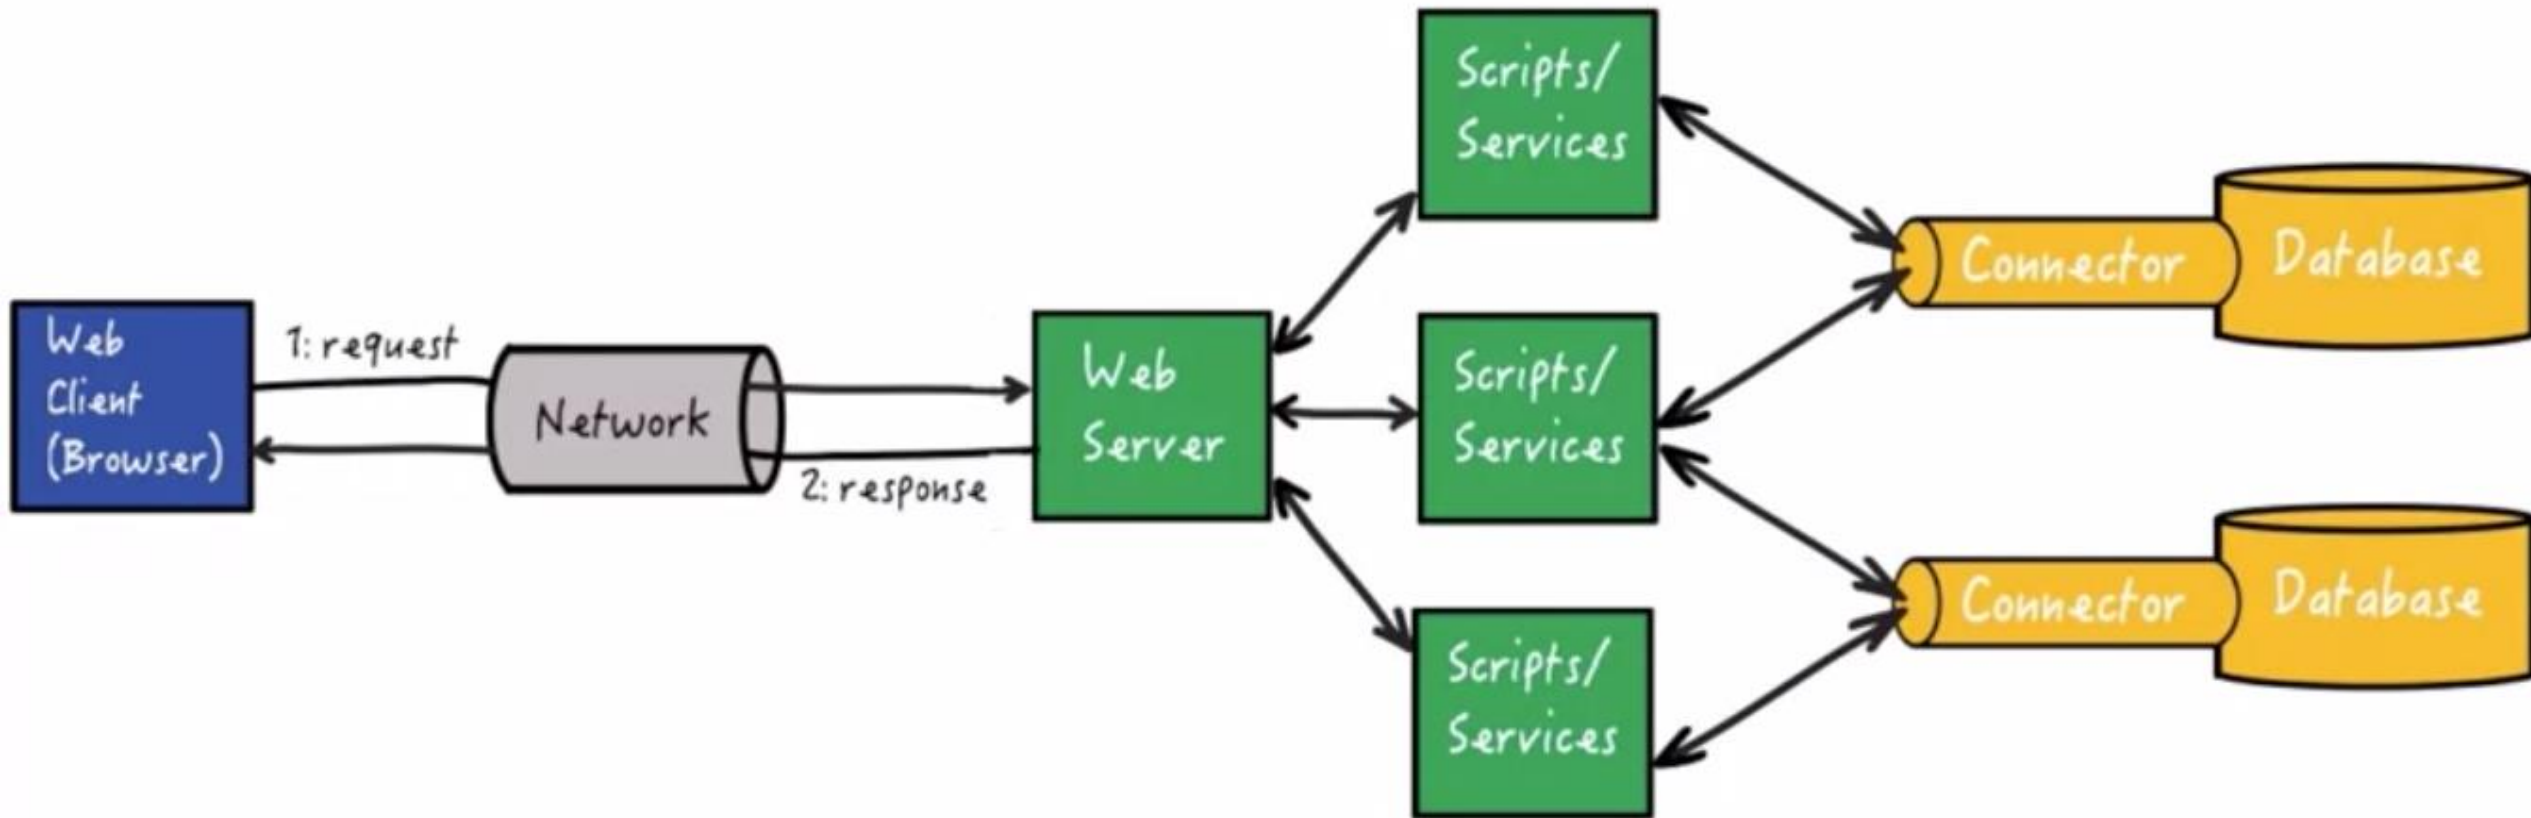 Web
Client
(Browser)
1: request
Network
2: response
Web
Server
Scripts/
Services
Scripts/
Services
Scripts/
Services
Connector
Database
Connector
Database